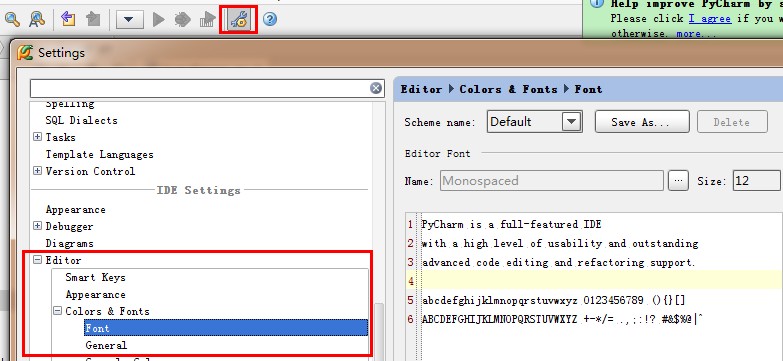 Help improve PyCharm by s
Please click I agree if you w
otherwise. more...
Settings
Spelling
SQL Dialects
Tasks
Template Languages
Version Control
IDE Settings
Appearance
Debugger
Diagrams
Editor
Smart Keys
Appearance
Colors & Fonts
Font
General
Editor Colors & Fonts Font
Scheme name: Default Save As... Delete
Editor Font
Name: Monospaced ... Size: 12
1 PyCharm is a full-featured IDE
2 with a high level of usability and outstanding
3 advanced code editing and refactoring support.
4
5 abcdefghijklmnopqrstuvwxyz 0123456789 (){}[]
6 ABCDEFGHIJKLMNOPQRSTUVWXYZ +-*/= .,;:!? #&$%@|^